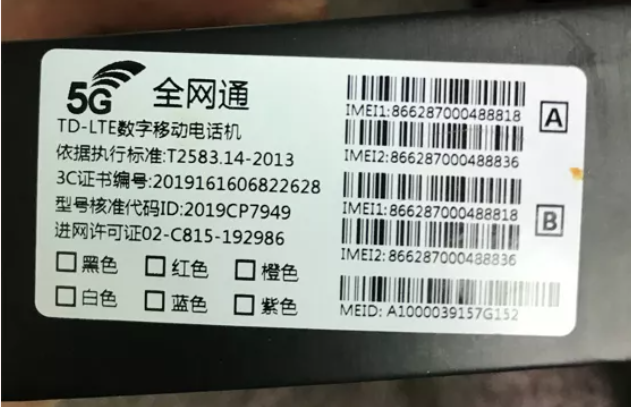 5G 全网通
TD-LTE数字移动电话机
依据执行标准:T2583.14-2013
3C证书编号:2019161606822628
型号核准代码ID:2019CP7949
进网许可证02-C815-192986
黑色 红色 橙色
白色 蓝色 紫色
IMEI1:866287000488818
IMEI2:866287000488836
A
IMEI1:866287000488818
IMEI2:866287000488836
B
MEID: A1000039157G152